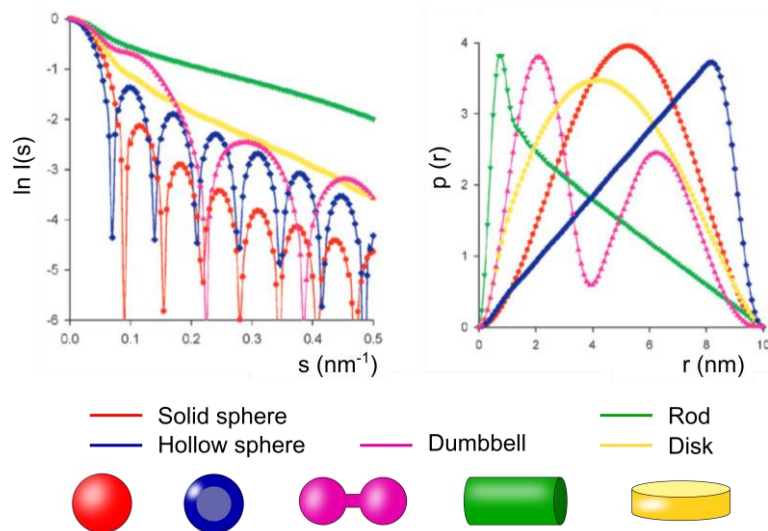 ln I(s)
0
-1
-2
-3
-4
-5
-6
0.0
0.1
0.2
0.3
0.4
0.5
s (nm⁻¹)
p (r)
4
3
2
1
0
0
2
4
6
8
10
r (nm)
Solid sphere
Hollow sphere
Dumbbell
Rod
Disk